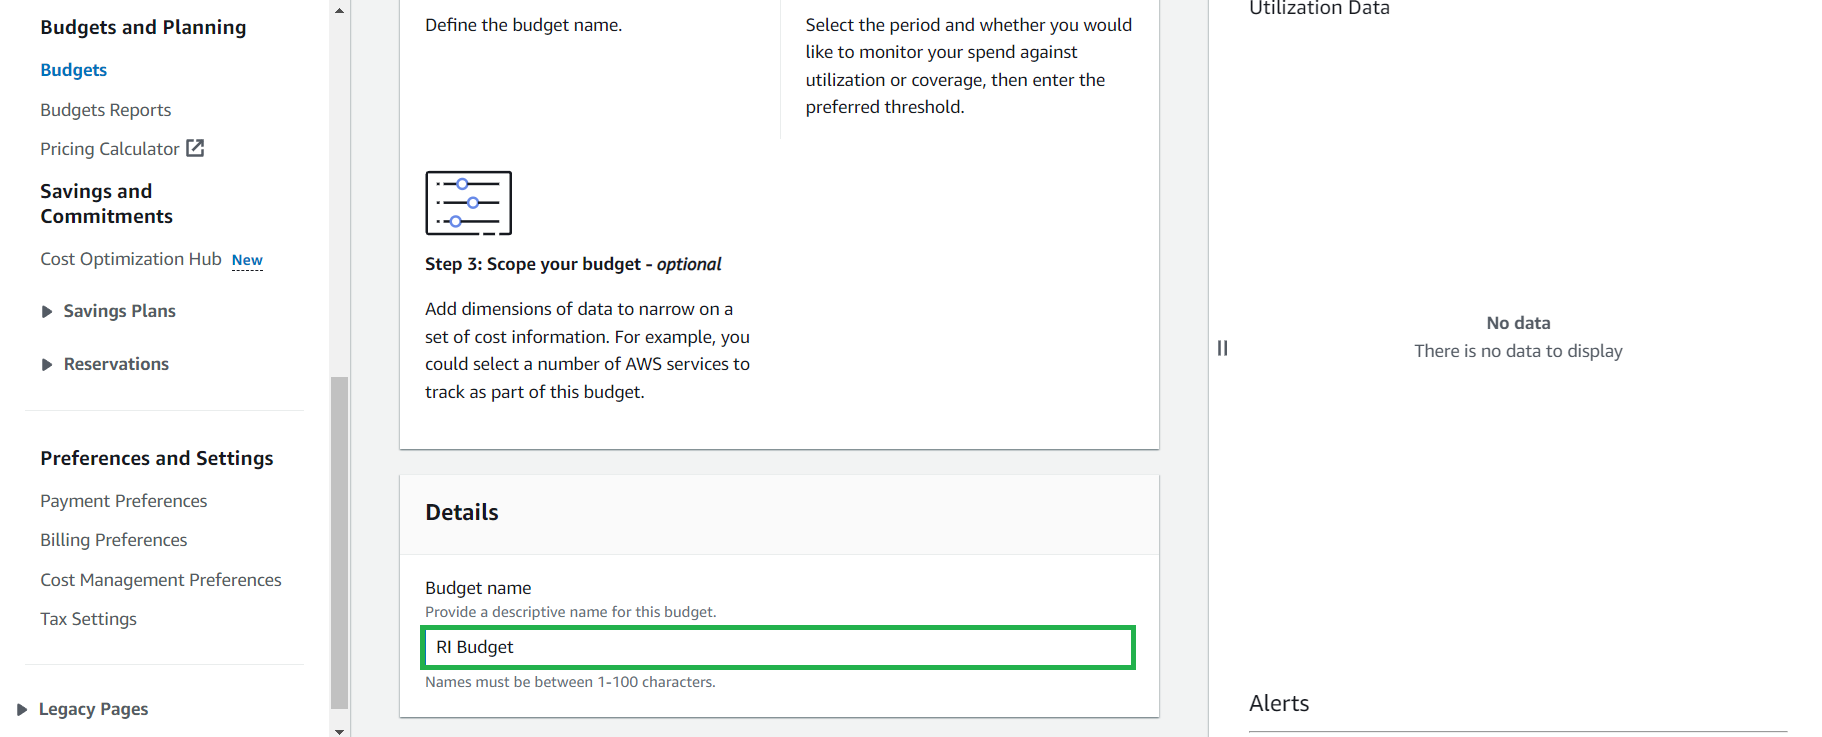 Budgets and Planning
Budgets
Budgets Reports
Pricing Calculator
Savings and
Commitments
Cost Optimization Hub New
Savings Plans
Reservations
Preferences and Settings
Payment Preferences
Billing Preferences
Cost Management Preferences
Tax Settings
Legacy Pages
Define the budget name.
Select the period and whether you would
like to monitor your spend against
utilization or coverage, then enter the
preferred threshold.
Step 3: Scope your budget - optional
Add dimensions of data to narrow on a
set of cost information. For example, you
could select a number of AWS services to
track as part of this budget.
Details
Budget name
Provide a descriptive name for this budget.
RI Budget
Names must be between 1-100 characters.
Utilization Data
No data
There is no data to display
Alerts